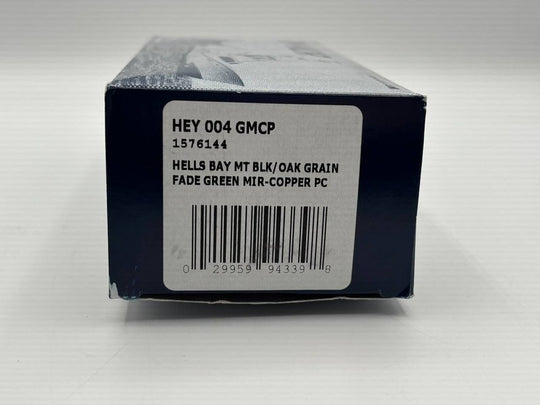 HEY 004 GMCP
1576144
HELLS BAY MT BLK/OAK GRAIN
FADE GREEN MIR-COPPER PC
0 29959 94339 8